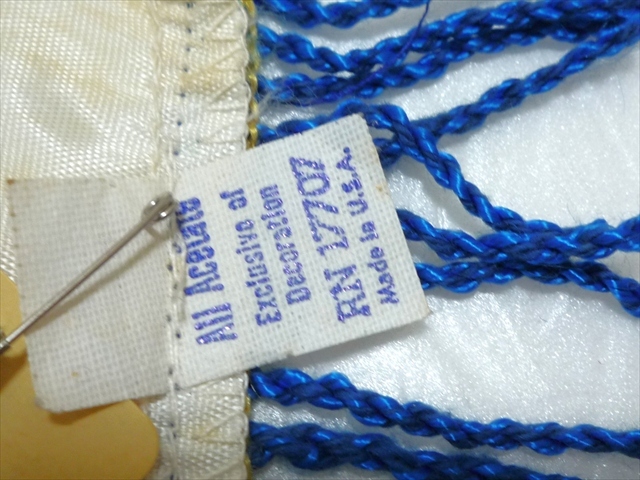 All Acetate
Exclusive of
Decoration
RN 17707
Made in U.S.A.